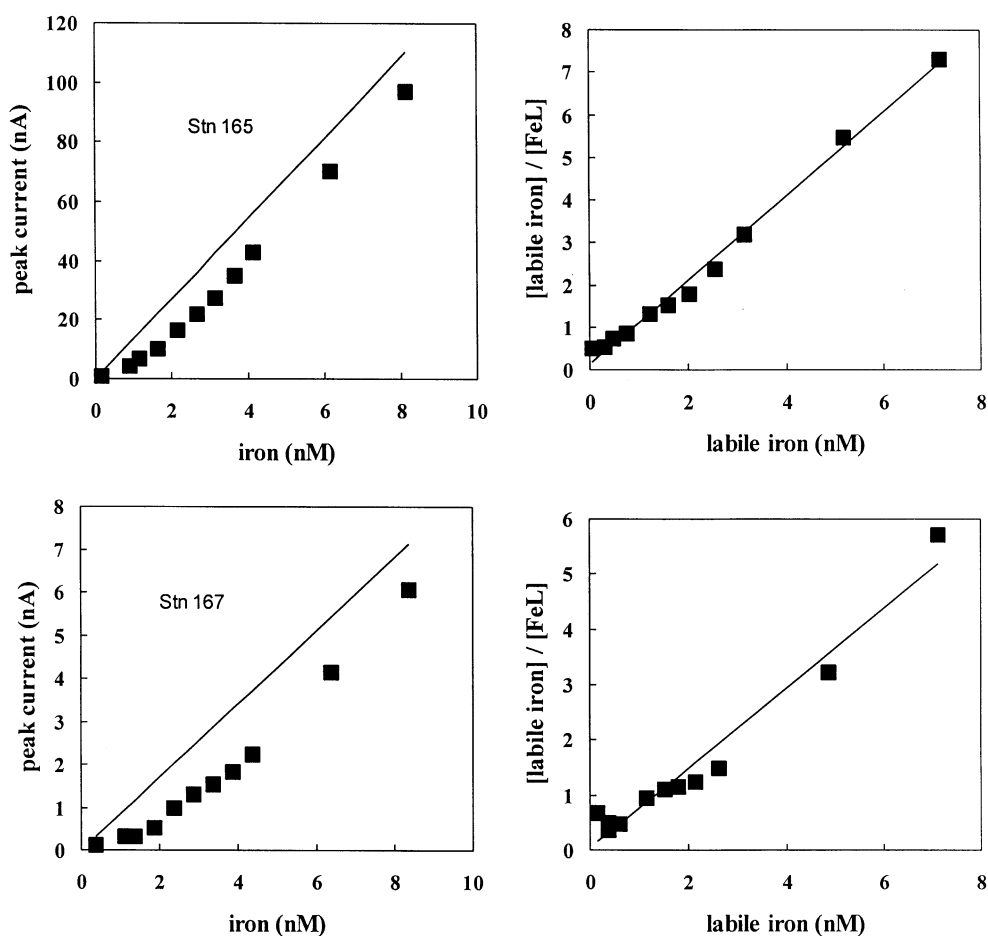 120
100
80
60
40
20
0
peak current (nA)
Stn 165
0 2 4 6 8 10
iron (nM)
8
7
6
5
4
3
2
1
0
[labile iron] / [FeL]
0 2 4 6 8
labile iron (nM)
8
7
6
5
4
3
2
1
0
peak current (nA)
Stn 167
0 2 4 6 8 10
iron (nM)
6
5
4
3
2
1
0
[labile iron] / [FeL]
0 2 4 6 8
labile iron (nM)